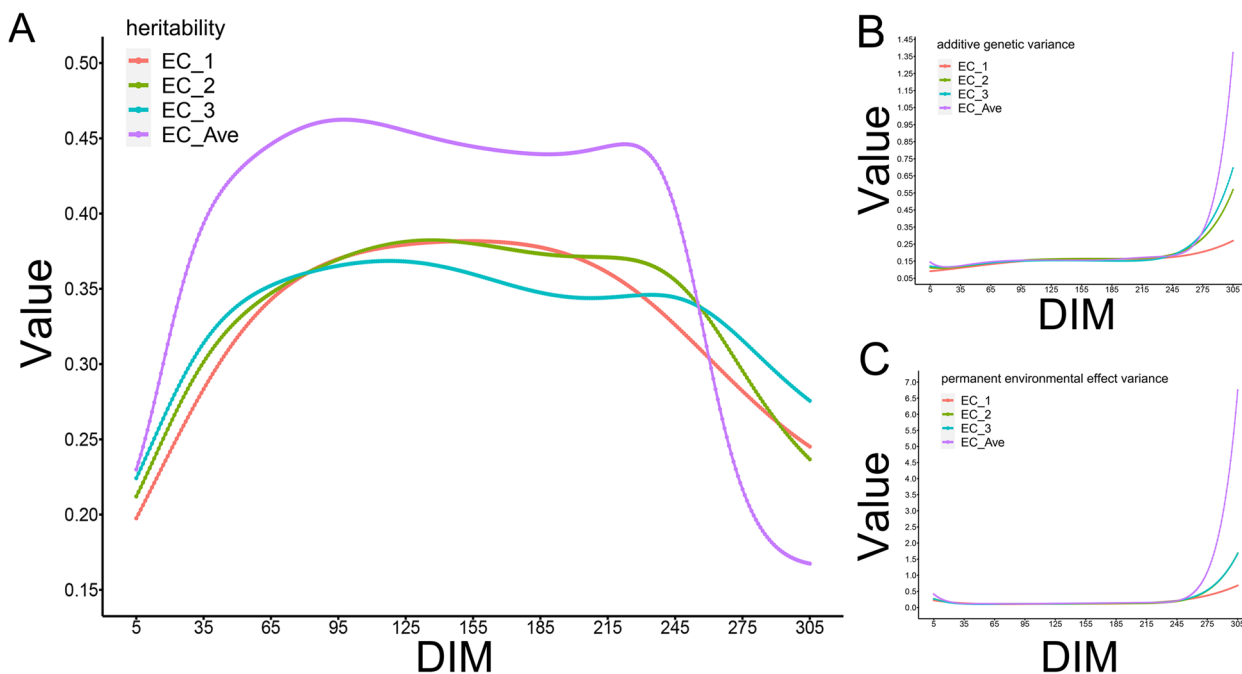 A
heritability
EC_1
EC_2
EC_3
EC_Ave
Value
0.50
0.45
0.40
0.35
0.30
0.25
0.20
0.15
5 35 65 95 125 155 185 215 245 275 305
DIM
B
additive genetic variance
EC_1
EC_2
EC_3
EC_Ave
Value
1.45
1.35
1.25
1.15
1.05
0.95
0.85
0.75
0.65
0.55
0.45
0.35
0.25
0.15
0.05
5 35 65 95 125 155 185 215 245 275 305
DIM
C
permanent environmental effect variance
EC_1
EC_2
EC_3
EC_Ave
Value
7.0
6.5
6.0
5.5
5.0
4.5
4.0
3.5
3.0
2.5
2.0
1.5
1.0
0.5
0.0
5 35 65 95 125 155 185 215 245 275 305
DIM